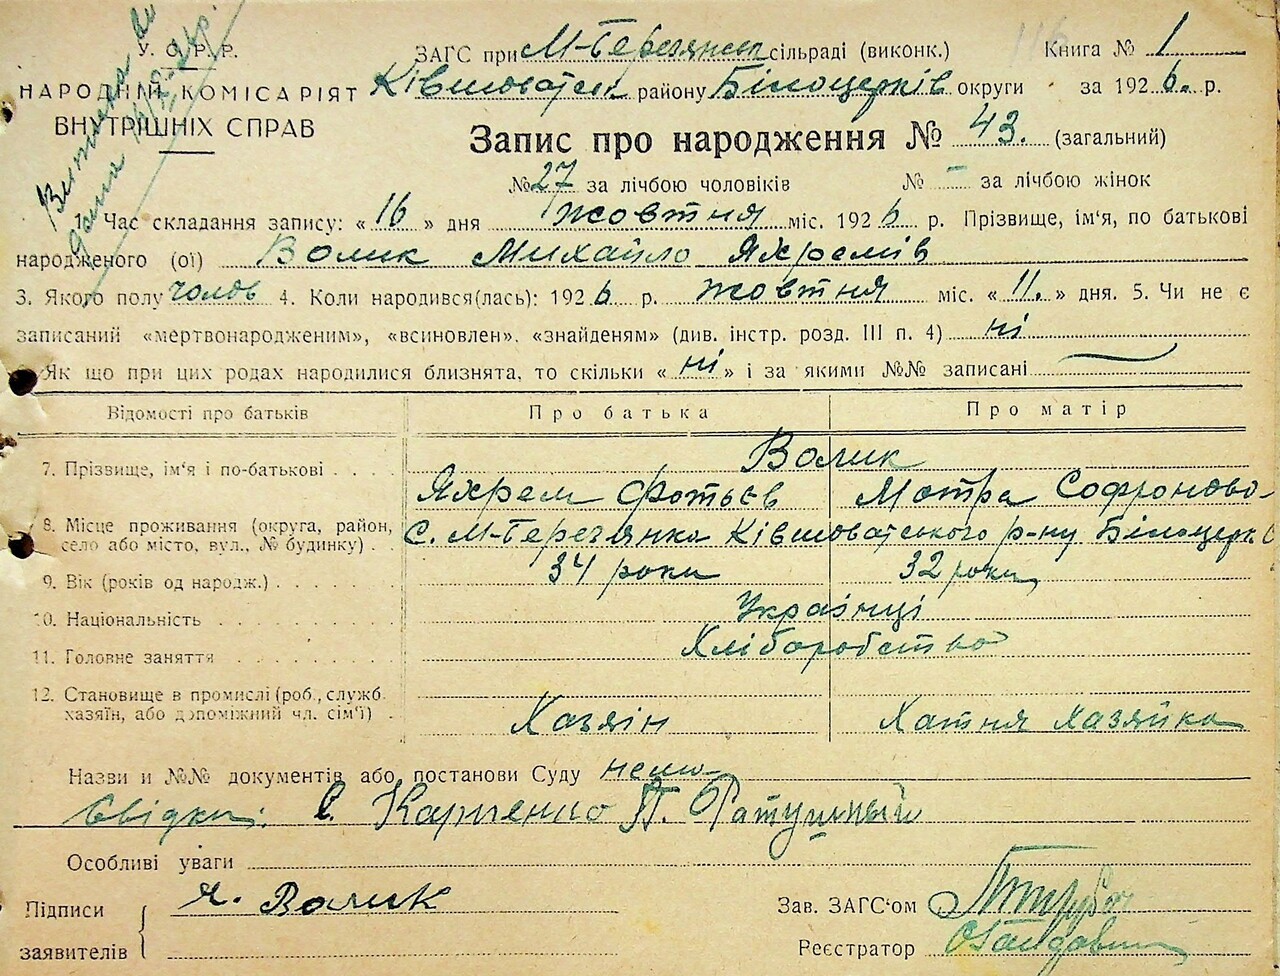 У. С. Р. Р.
НАРОДНІЙ КОМІСАРІЯТ
ВНУТРІШНІХ СПРАВ
ЗАГС при М-Березянск сільраді (виконк.)
116
Книга № 1
Ківшоватск району Білоцерків округи за 1926. р.
Запис про народження № 43. (загальний)
№ 27 за лічбою чоловіків № - за лічбою жінок
1. Час складання запису: « 16 » дня жовтня міс. 1926 р. Прізвище, ім'я, по батькові
народженого (ої) Волик Михайло Яхремів
3. Якого полу чолов 4. Коли народився(лась): 1926 р. жовтня міс. « 11. » дня. 5. Чи не є
записаний «мертвонародженим», «всиновлен», «знайденям» (див. інстр. розд. III п. 4) ні
Як що при цих родах народилися близнята, то скільки « ні » і за якими №№ записані
Відомості про батьків Про батька Про матір
7. Прізвище, ім'я і по-батькові . . . Волик
Яхрем Фотьєв Мотра Софронова
8. Місце проживання (округа, район, село або місто, вул., № будинку) . С. М-Березянка Ківшоватського р-ну Білоцерк
9. Вік (років од народж.) 34 роки 32 роки
10. Національність Українці
11. Головне заняття Хліборобство
12. Становище в промислі (роб., служб. хазяїн, або допоміжний чл. сім'ї) . Хазяін Хатня хазяйка
Назви и №№ документів або постанови Суду нема
Свідки: С. Карпенко П. Ратушный
Особливі уваги
Підписи заявителів Я. Волик
Зав. ЗАГС'ом
Реєстратор